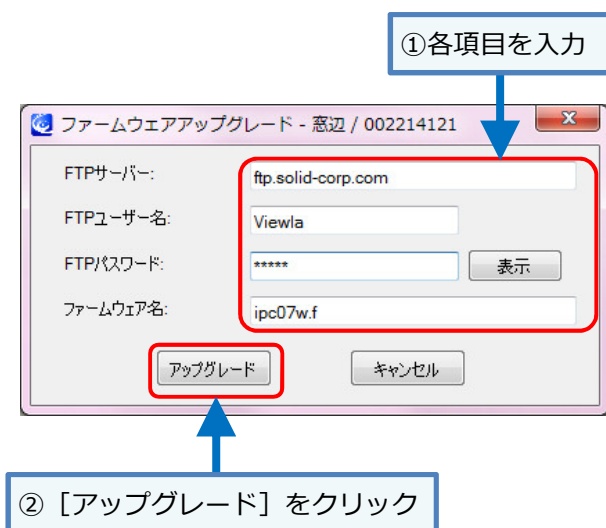 ①各項目を入力
ファームウェアアップグレード - 窓辺 / 002214121
FTPサーバー: ftp.solid-corp.com
FTPユーザー名: Viewla
FTPパスワード: ***** 表示
ファームウェア名: ipc07w.f
アップグレード キャンセル
②［アップグレード］をクリック